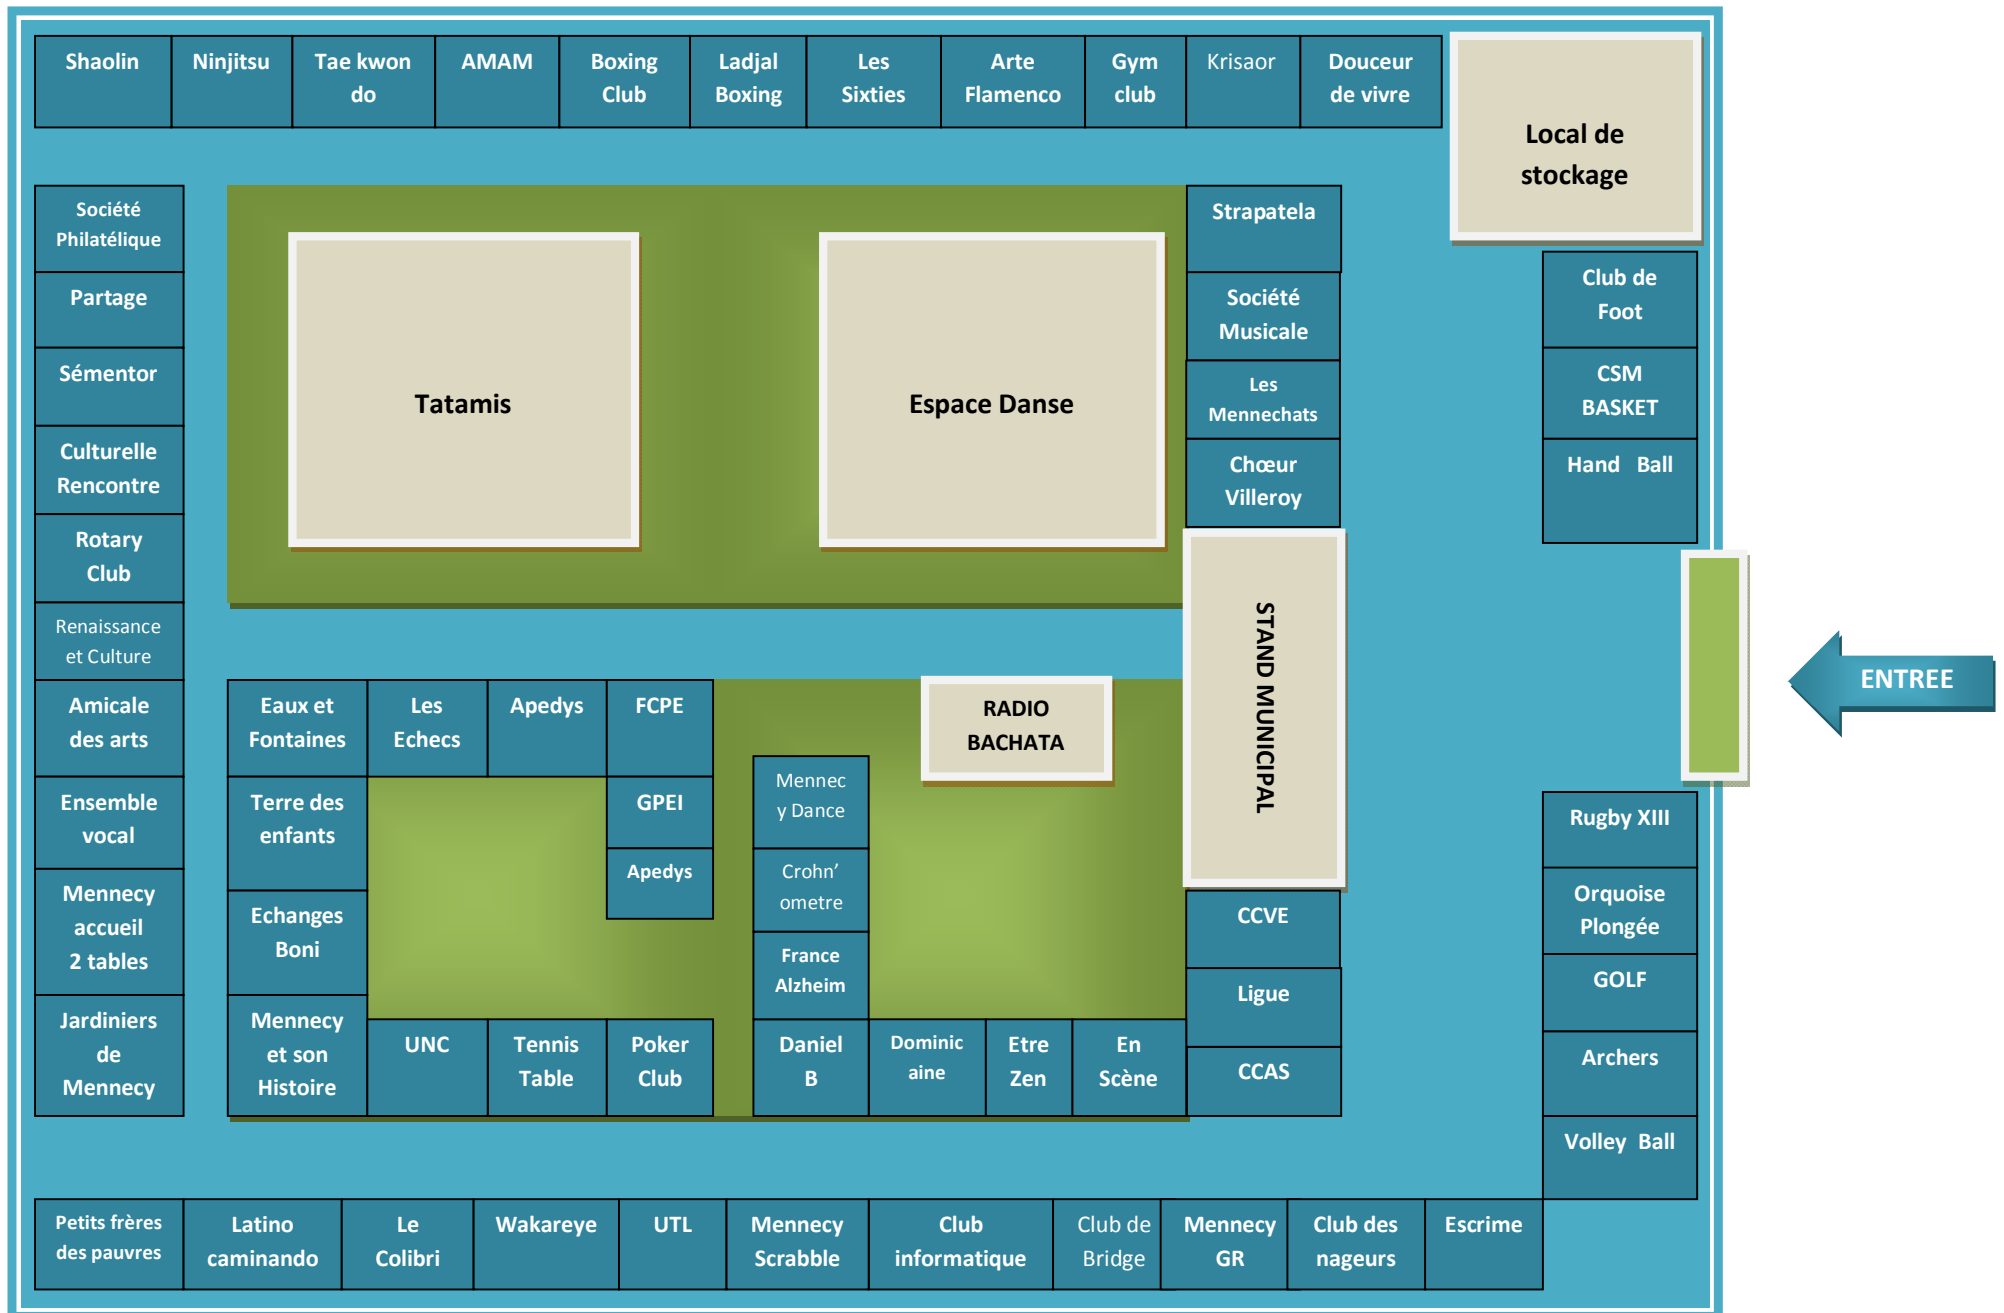 Shaolin
Ninjitsu
Tae kwon
do
AMAM
Boxing
Club
Ladjal
Boxing
Les
Sixties
Arte
Flamenco
Gym
club
Krisaor
Douceur
de vivre
Local de
stockage
Société
Philatélique
Partage
Sémentor
Culturelle
Rencontre
Rotary
Club
Renaissance
et Culture
Amicale
des arts
Ensemble
vocal
Mennecy
accueil
2 tables
Jardiniers
de
Mennecy
Tatamis
Espace Danse
Strapatela
Société
Musicale
Les
Mennechats
Chœur
Villeroy
STAND MUNICIPAL
Club de
Foot
CSM
BASKET
Hand Ball
ENTREE
Eaux et
Fontaines
Les
Echecs
Apedys
FCPE
Terre des
enfants
GPEI
Apedys
Echanges
Boni
Mennecy
et son
Histoire
UNC
Tennis
Table
Poker
Club
RADIO
BACHATA
Mennec
y Dance
Crohn’
ometre
France
Alzheim
Daniel
B
Dominic
aine
Etre
Zen
En
Scène
CCVE
Ligue
CCAS
Rugby XIII
Orquoise
Plongée
GOLF
Archers
Volley Ball
Petits frères
des pauvres
Latino
caminando
Le
Colibri
Wakareye
UTL
Mennecy
Scrabble
Club
informatique
Club de
Bridge
Mennecy
GR
Club des
nageurs
Escrime